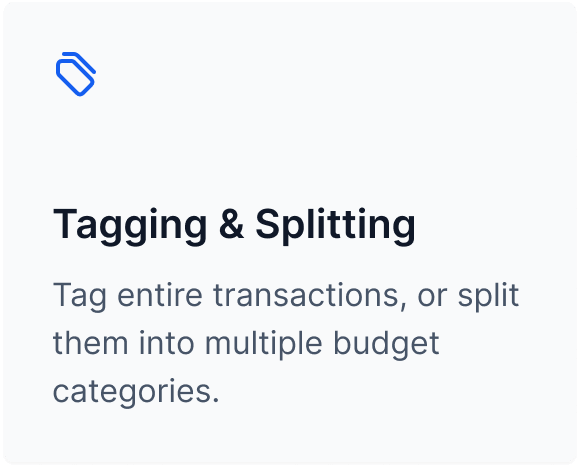 Tagging & Splitting
Tag entire transactions, or split
them into multiple budget
categories.